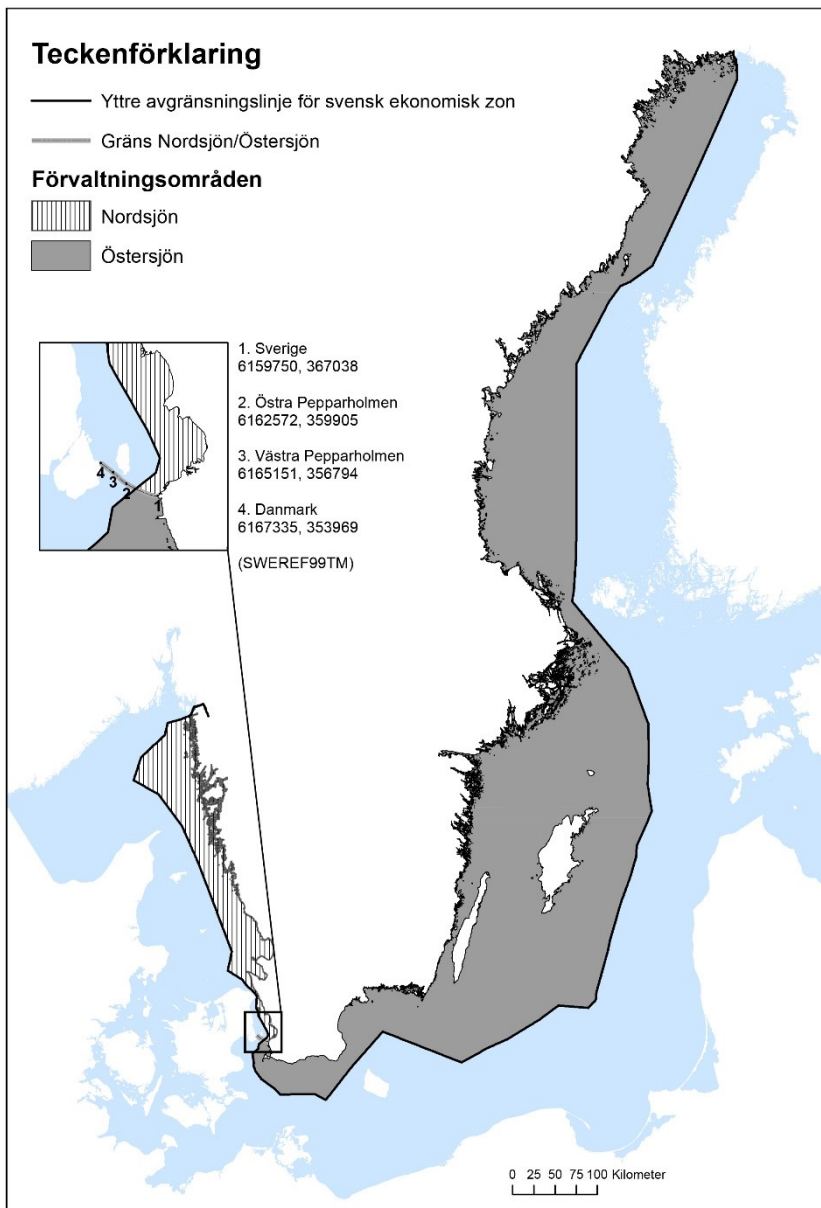 Teckenförklaring
Yttre avgränsningslinje för svensk ekonomisk zon
Gräns Nordsjön/Östersjön
Förvaltningsområden
Nordsjön
Östersjön
1. Sverige
6159750, 367038
2. Östra Pepparholmen
6162572, 359905
3. Västra Pepparholmen
6165151, 356794
4. Danmark
6167335, 353969
(SWEREF99TM)
4
3
2
1
0 25 50 75 100 Kilometer